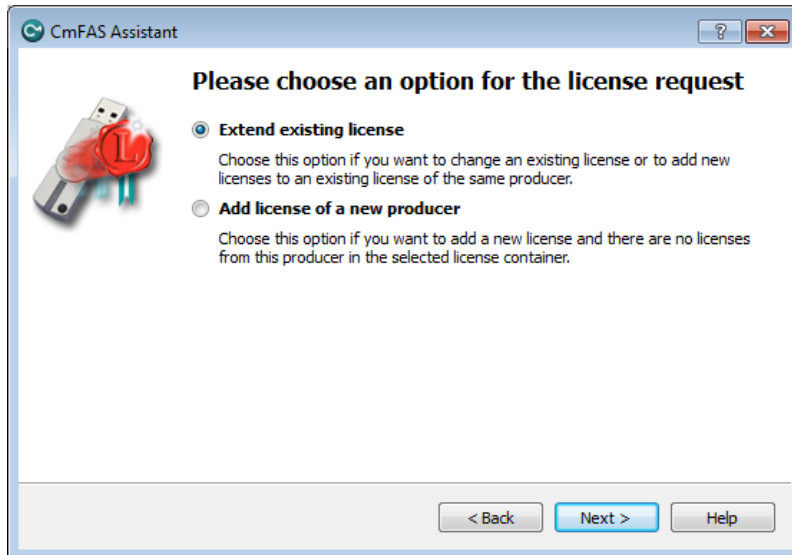 CmFAS Assistant
Please choose an option for the license request
Extend existing license
Choose this option if you want to change an existing license or to add new
licenses to an existing license of the same producer.
Add license of a new producer
Choose this option if you want to add a new license and there are no licenses
from this producer in the selected license container.
< Back Next > Help